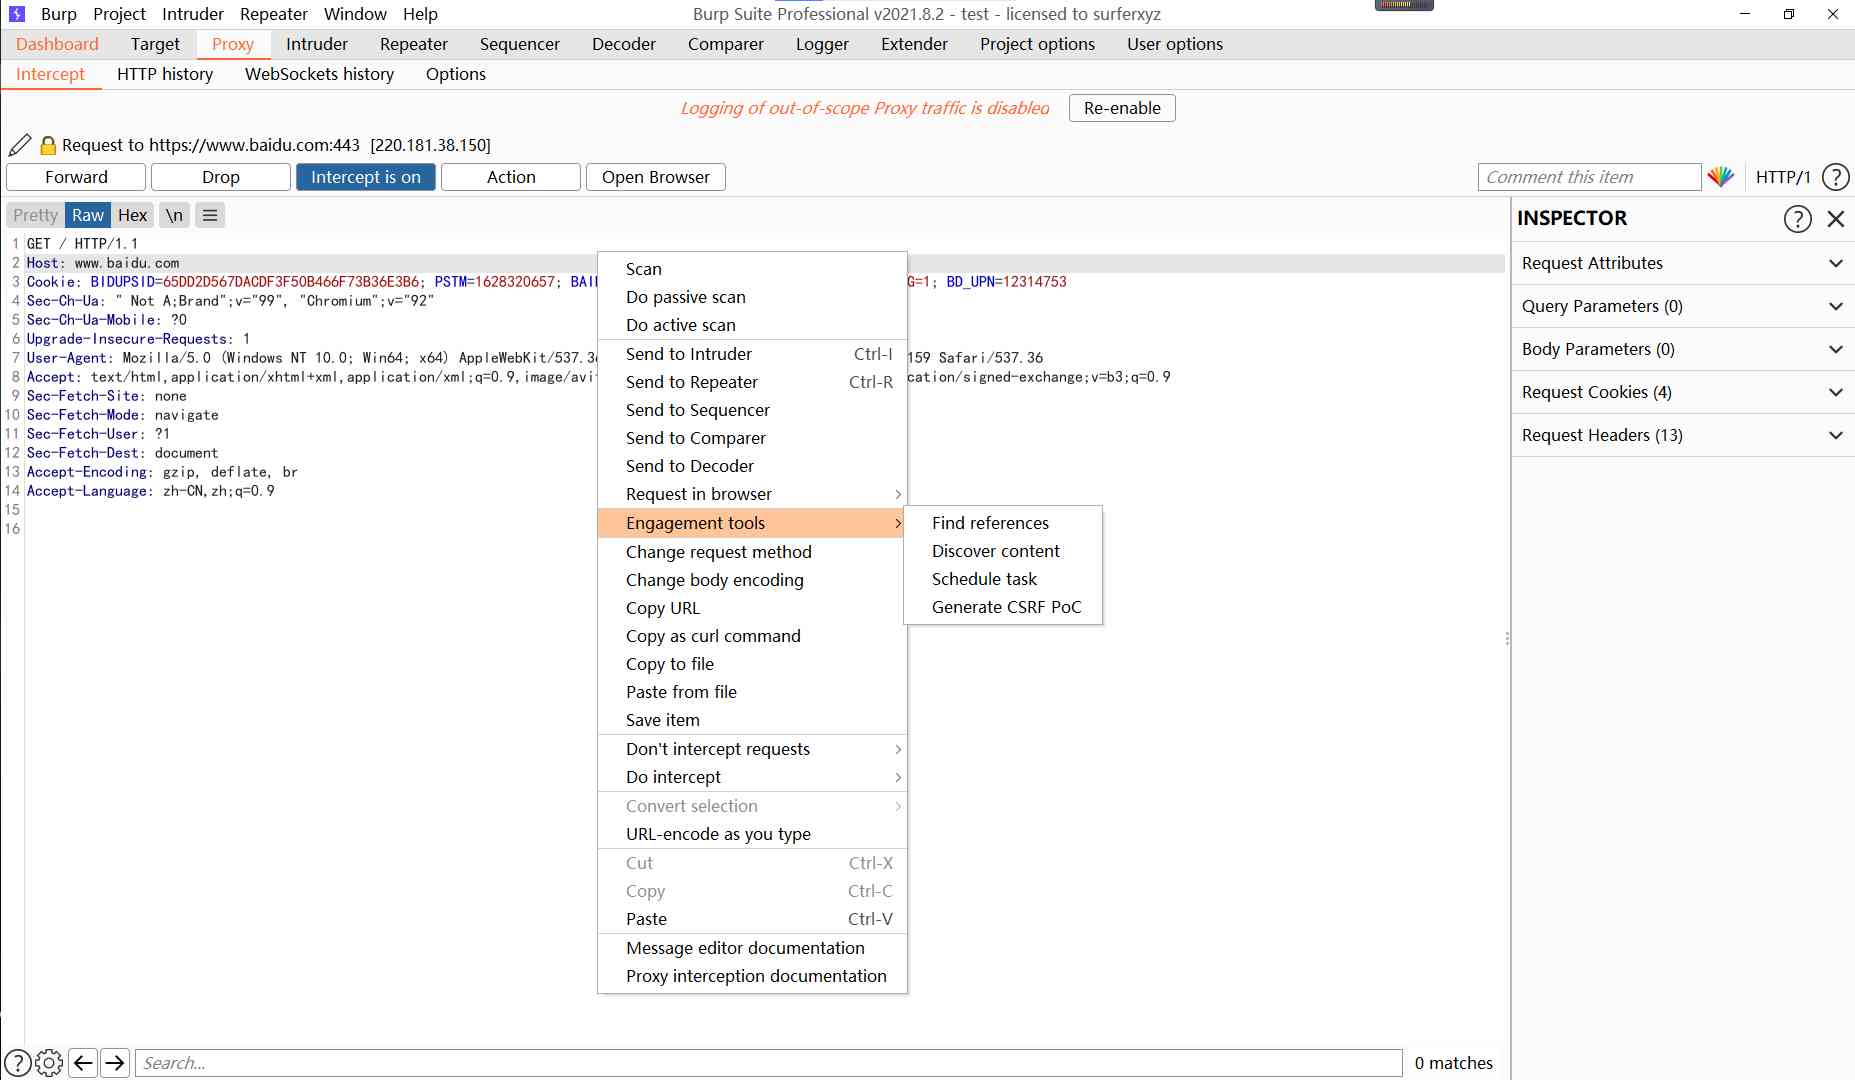 Burp Project Intruder Repeater Window Help Burp Suite Professional v2021.8.2 - test - licensed to surferxyz
Dashboard Target Proxy Intruder Repeater Sequencer Decoder Comparer Logger Extender Project options User options
Intercept HTTP history WebSockets history Options
Logging of out-of-scope Proxy traffic is disabled Re-enable
Request to https://www.baidu.com:443 [220.181.38.150]
Forward Drop Intercept is on Action Open Browser Comment this item HTTP/1 ?
Pretty Raw Hex \n ≡
1 GET / HTTP/1.1
2 Host: www.baidu.com
3 Cookie: BIDUPSID=65DD2D567DACDF3F50B466F73B36E3B6; PSTM=1628320657; BAI G=1; BD_UPN=12314753
4 Sec-Ch-Ua: " Not A;Brand";v="99", "Chromium";v="92"
5 Sec-Ch-Ua-Mobile: ?0
6 Upgrade-Insecure-Requests: 1
7 User-Agent: Mozilla/5.0 (Windows NT 10.0; Win64; x64) AppleWebKit/537.36 159 Safari/537.36
8 Accept: text/html,application/xhtml+xml,application/xml;q=0.9,image/avi cation/signed-exchange;v=b3;q=0.9
9 Sec-Fetch-Site: none
10 Sec-Fetch-Mode: navigate
11 Sec-Fetch-User: ?1
12 Sec-Fetch-Dest: document
13 Accept-Encoding: gzip, deflate, br
14 Accept-Language: zh-CN,zh;q=0.9
15
16
Scan
Do passive scan
Do active scan
Send to Intruder Ctrl-I
Send to Repeater Ctrl-R
Send to Sequencer
Send to Comparer
Send to Decoder
Request in browser >
Engagement tools >
Change request method
Change body encoding
Copy URL
Copy as curl command
Copy to file
Paste from file
Save item
Don't intercept requests >
Do intercept >
Convert selection >
URL-encode as you type
Cut Ctrl-X
Copy Ctrl-C
Paste Ctrl-V
Message editor documentation
Proxy interception documentation
Find references
Discover content
Schedule task
Generate CSRF PoC
INSPECTOR ?
Request Attributes
Query Parameters (0)
Body Parameters (0)
Request Cookies (4)
Request Headers (13)
? Search... 0 matches